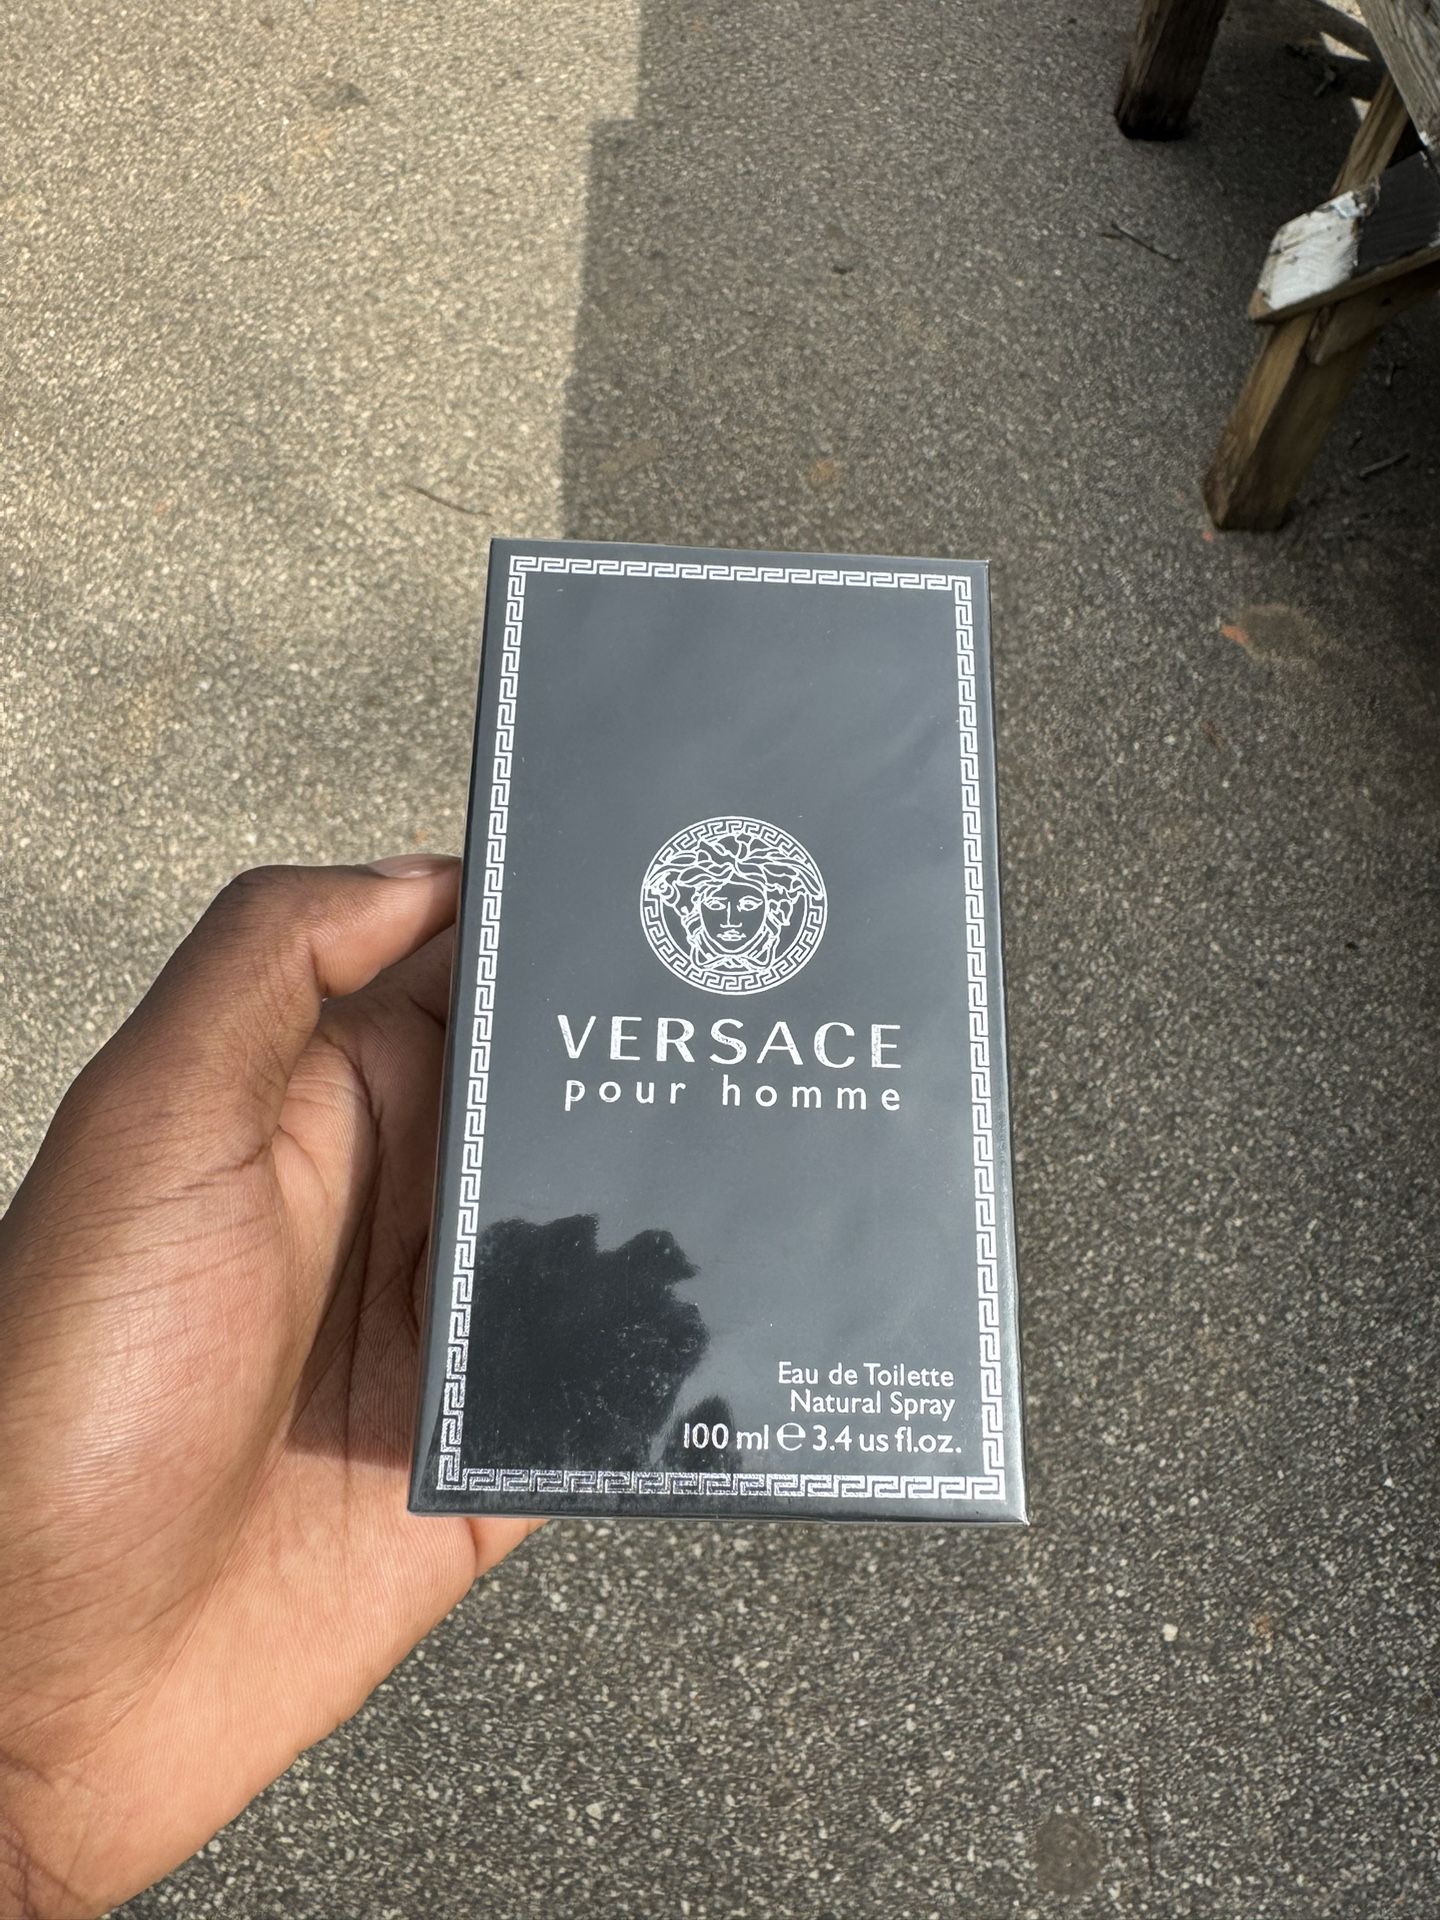 VERSACE
pour homme
Eau de Toilette
Natural Spray
100 ml ℮ 3.4 us fl.oz.